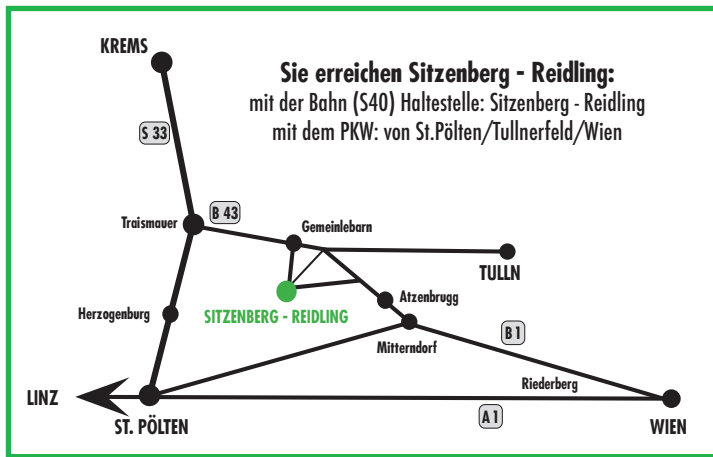 KREMS
Sie erreichen Sitzenberg - Reidling:
mit der Bahn (S40) Haltestelle: Sitzenberg - Reidling
mit dem PKW: von St.Pölten/Tullnerfeld/Wien
S 33
B 43
Traismauer
Gemeinlebarn
TULLN
Atzenbrugg
Herzogenburg
SITZENBERG - REIDLING
B 1
Mitterndorf
Riederberg
LINZ
A 1
ST. PÖLTEN
WIEN